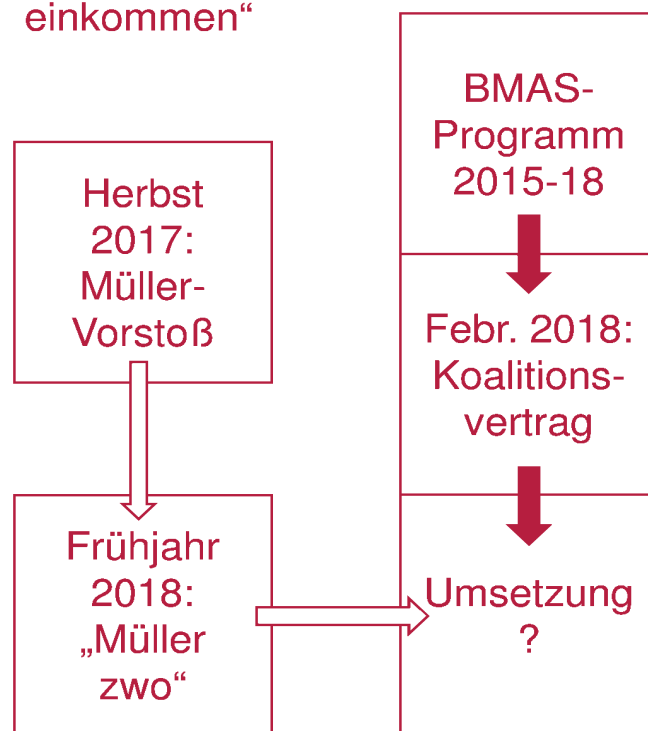 einkommen“
Herbst
2017:
Müller-
Vorstoß
Frühjahr
2018:
„Müller
zwo“
BMAS-
Programm
2015-18
Febr. 2018:
Koalitions-
vertrag
Umsetzung
?